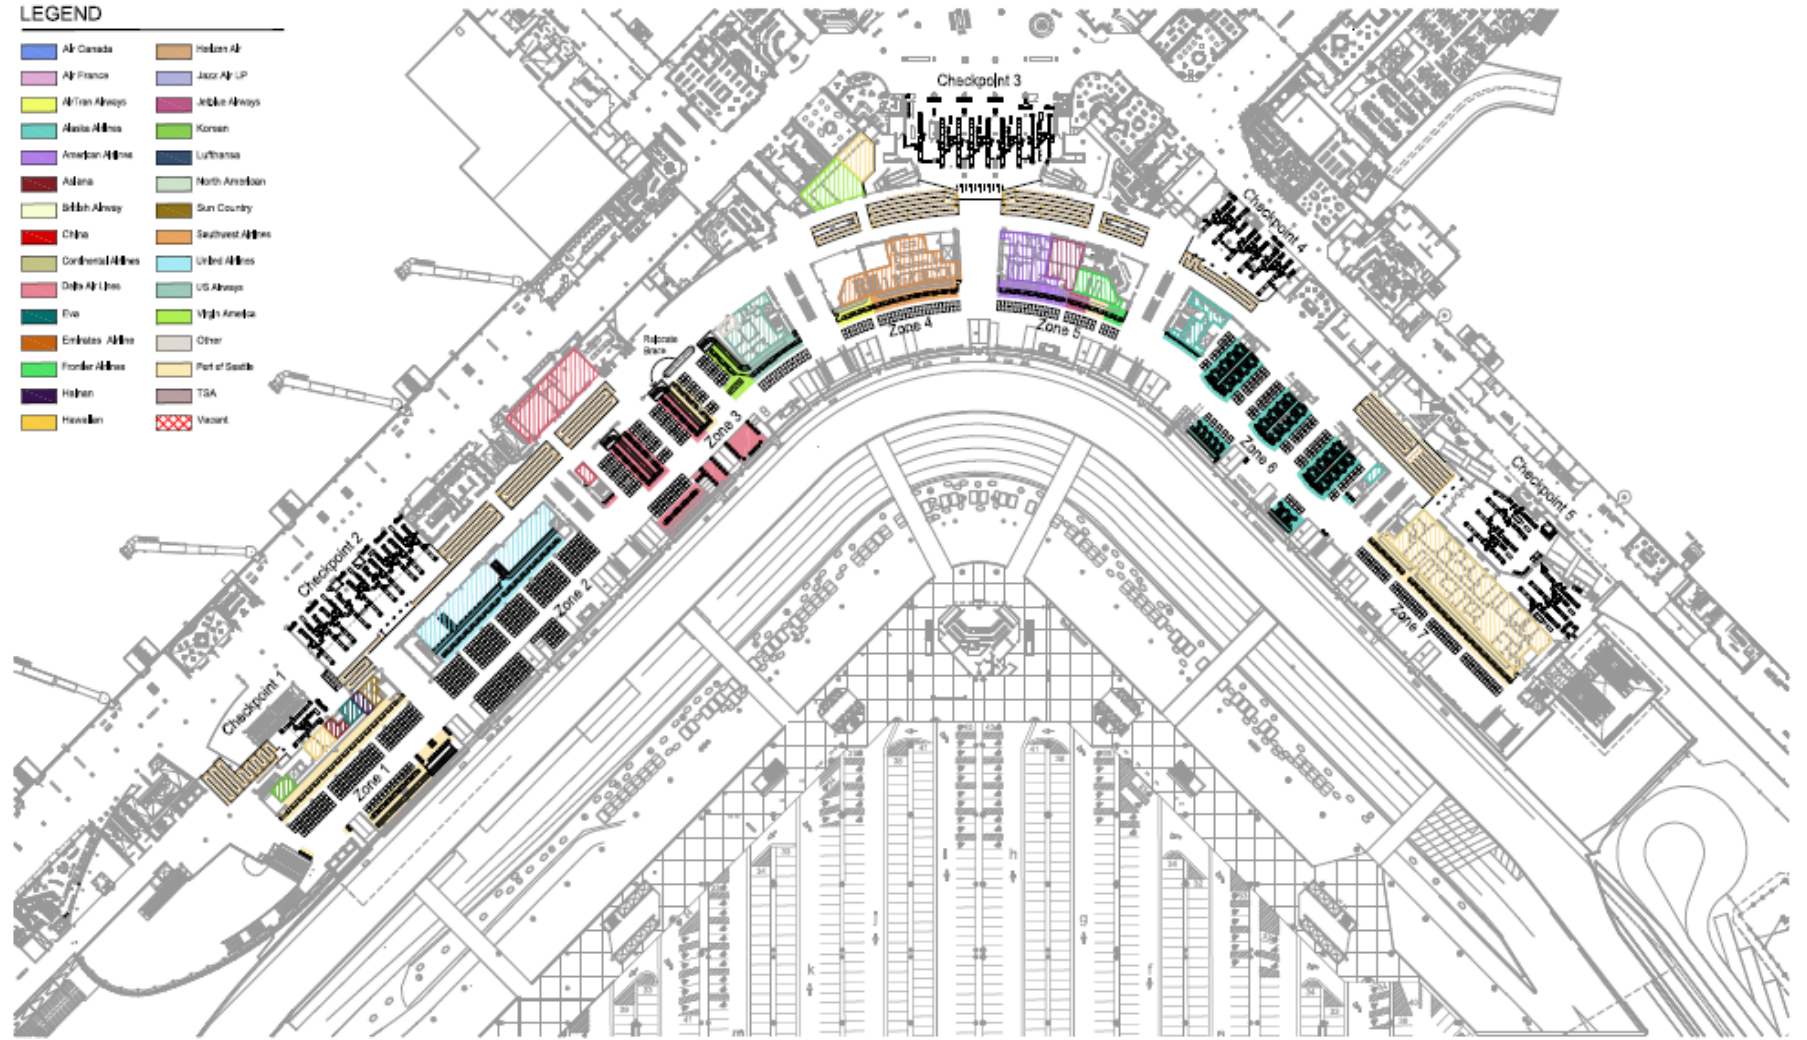 LEGEND
Air Canada
Air France
AirTran Airways
Alaska Airlines
American Airlines
Asiana
British Airway
China
Continental Airlines
Delta Air Lines
Eva
Emirates Airline
Frontier Airlines
Hainan
Hawaiian
Horizon Air
Jazz Air LP
Jetblue Airways
Korean
Lufthansa
North American
Sun Country
Southwest Airlines
United Airlines
US Airways
Virgin America
Other
Port of Seattle
TSA
Vacant
Checkpoint 3
Checkpoint 4
Zone 4
Zone 5
Relocate
Brace
Zone 3
Zone 6
Checkpoint 5
Checkpoint 2
Zone 2
Zone 7
Checkpoint 1
Zone 1
h
g
k